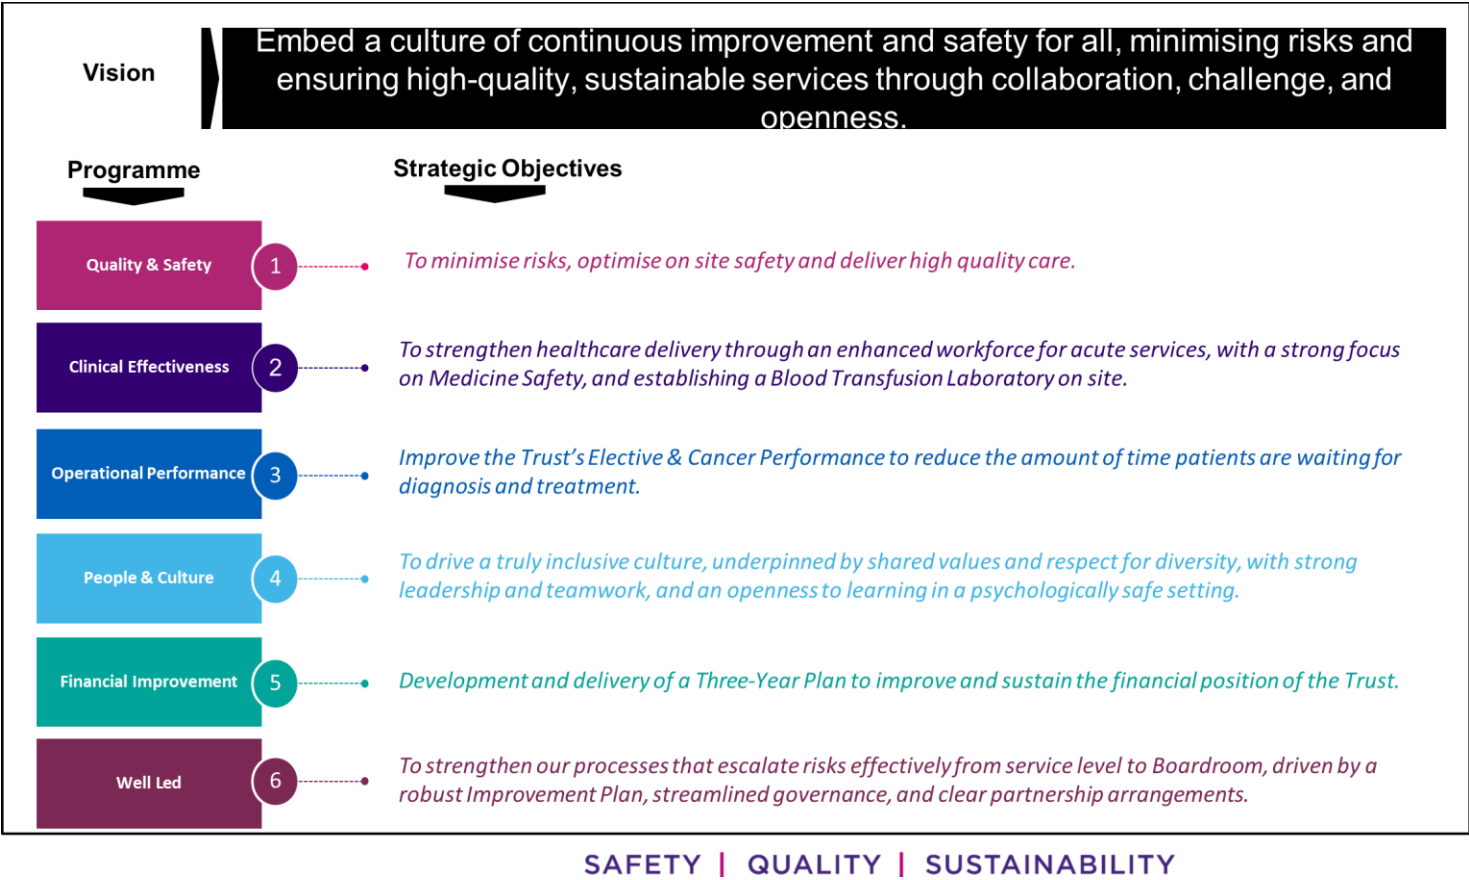 Vision
Embed a culture of continuous improvement and safety for all, minimising risks and
ensuring high-quality, sustainable services through collaboration, challenge, and
openness.
Programme
Strategic Objectives
Quality & Safety
1
To minimise risks, optimise on site safety and deliver high quality care.
Clinical Effectiveness
2
To strengthen healthcare delivery through an enhanced workforce for acute services, with a strong focus
on Medicine Safety, and establishing a Blood Transfusion Laboratory on site.
Operational Performance
3
Improve the Trust's Elective & Cancer Performance to reduce the amount of time patients are waiting for
diagnosis and treatment.
People & Culture
4
To drive a truly inclusive culture, underpinned by shared values and respect for diversity, with strong
leadership and teamwork, and an openness to learning in a psychologically safe setting.
Financial Improvement
5
Development and delivery of a Three-Year Plan to improve and sustain the financial position of the Trust.
Well Led
6
To strengthen our processes that escalate risks effectively from service level to Boardroom, driven by a
robust Improvement Plan, streamlined governance, and clear partnership arrangements.
SAFETY | QUALITY | SUSTAINABILITY